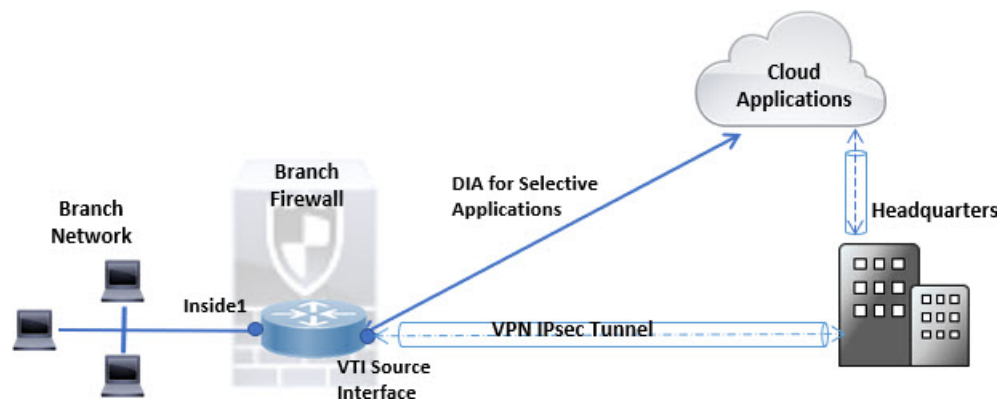 Cloud
Applications
Branch
Firewall
DIA for Selective
Applications
Branch
Network
Headquarters
Inside1
VPN IPsec Tunnel
VTI Source
Interface